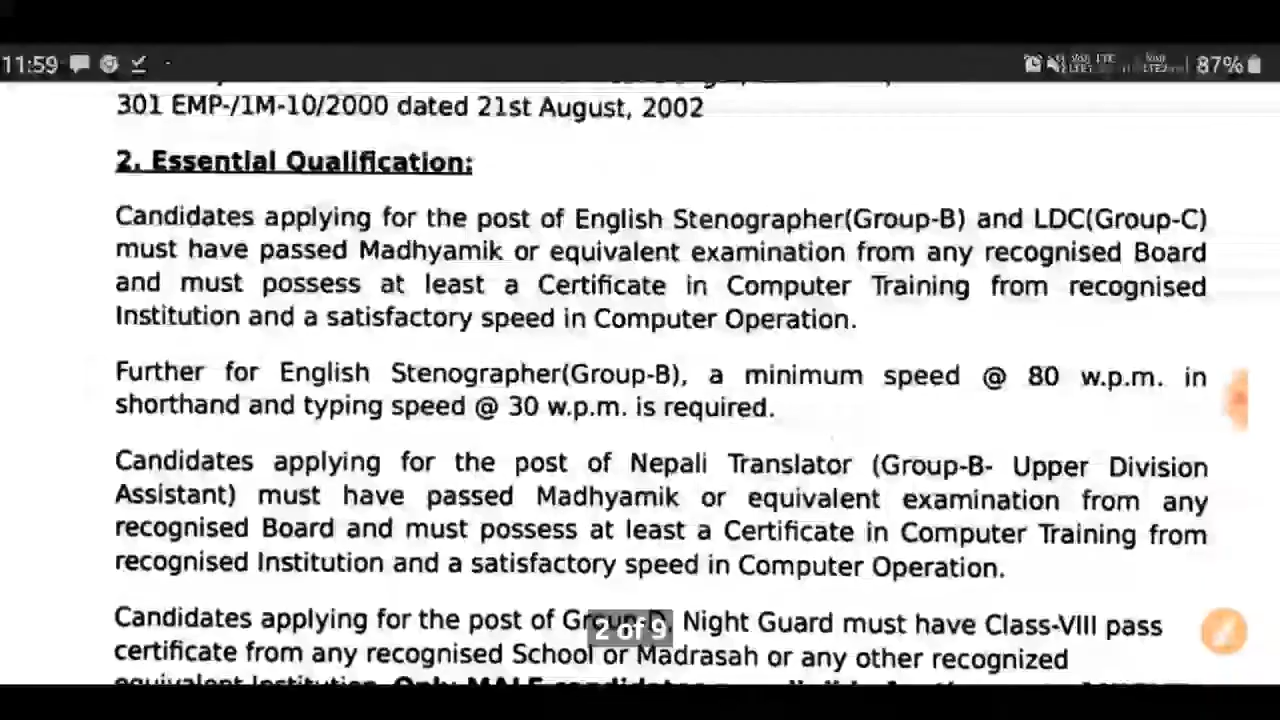 11:59
87%
301 EMP-/1M-10/2000 dated 21st August, 2002
2. Essential Qualification:
Candidates applying for the post of English Stenographer(Group-B) and LDC(Group-C)
must have passed Madhyamik or equivalent examination from any recognised Board
and must possess at least a Certificate in Computer Training from recognised
Institution and a satisfactory speed in Computer Operation.
Further for English Stenographer(Group-B), a minimum speed @ 80 w.p.m. in
shorthand and typing speed @ 30 w.p.m. is required.
Candidates applying for the post of Nepali Translator (Group-B- Upper Division
Assistant) must have passed Madhyamik or equivalent examination from any
recognised Board and must possess at least a Certificate in Computer Training from
recognised Institution and a satisfactory speed in Computer Operation.
Candidates applying for the post of Group-D, Night Guard must have Class-VIII pass
2 of 9
certificate from any recognised School or Madrasah or any other recognized
equivalent Institution. Only MALE candidates